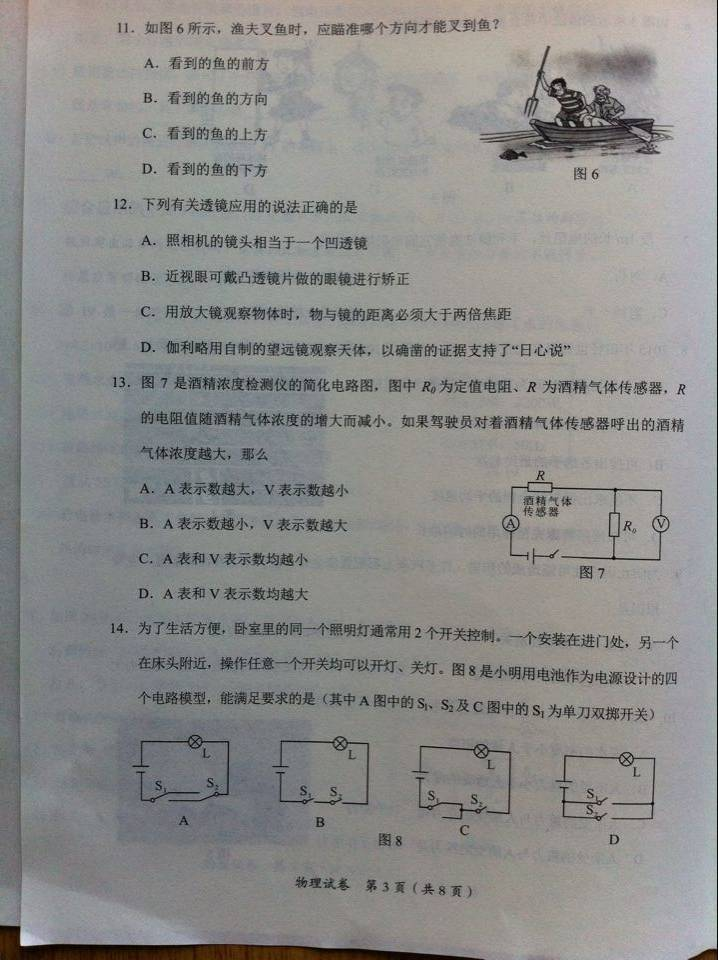 11．如图 6 所示，渔夫叉鱼时，应瞄准哪个方向才能叉到鱼？
A．看到的鱼的前方
B．看到的鱼的方向
C．看到的鱼的上方
D．看到的鱼的下方
图 6
12．下列有关透镜应用的说法正确的是
A．照相机的镜头相当于一个凹透镜
B．近视眼可戴凸透镜片做的眼镜进行矫正
C．用放大镜观察物体时，物与镜的距离必须大于两倍焦距
D．伽利略用自制的望远镜观察天体，以确凿的证据支持了“日心说”
13．图 7 是酒精浓度检测仪的简化电路图，图中 R₀ 为定值电阻、R 为酒精气体传感器，R
的电阻值随酒精气体浓度的增大而减小。如果驾驶员对着酒精气体传感器呼出的酒精
气体浓度越大，那么
A．A 表示数越大，V 表示数越小
B．A 表示数越小，V 表示数越大
C．A 表和 V 表示数均越小
D．A 表和 V 表示数均越大
R
酒精气体
传感器
A
R₀
V
图 7
14．为了生活方便，卧室里的同一个照明灯通常用 2 个开关控制。一个安装在进门处，另一个
在床头附近，操作任意一个开关均可以开灯、关灯。图 8 是小明用电池作为电源设计的四
个电路模型，能满足要求的是（其中 A 图中的 S₁、S₂ 及 C 图中的 S₁ 为单刀双掷开关）
L
S₁
S₂
A
L
S₁
S₂
B
L
S₁
S₂
C
L
S₁
S₂
D
图 8
物理试卷 第 3 页（共 8 页）